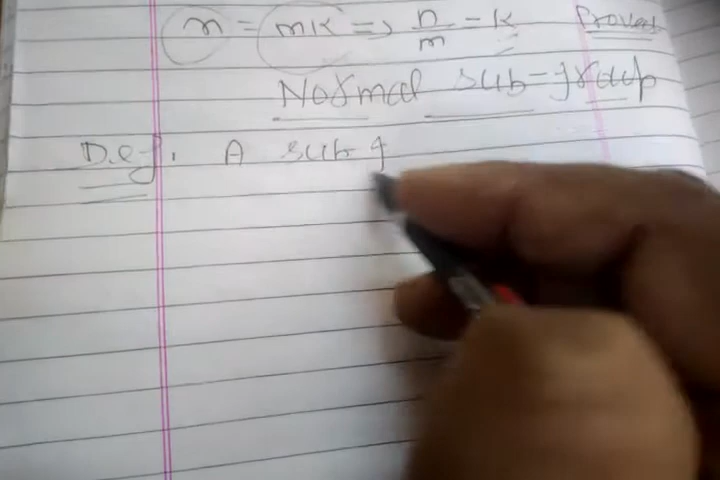 n = mk => n/m = k Proved
Normal sub-group
Def. A sub g